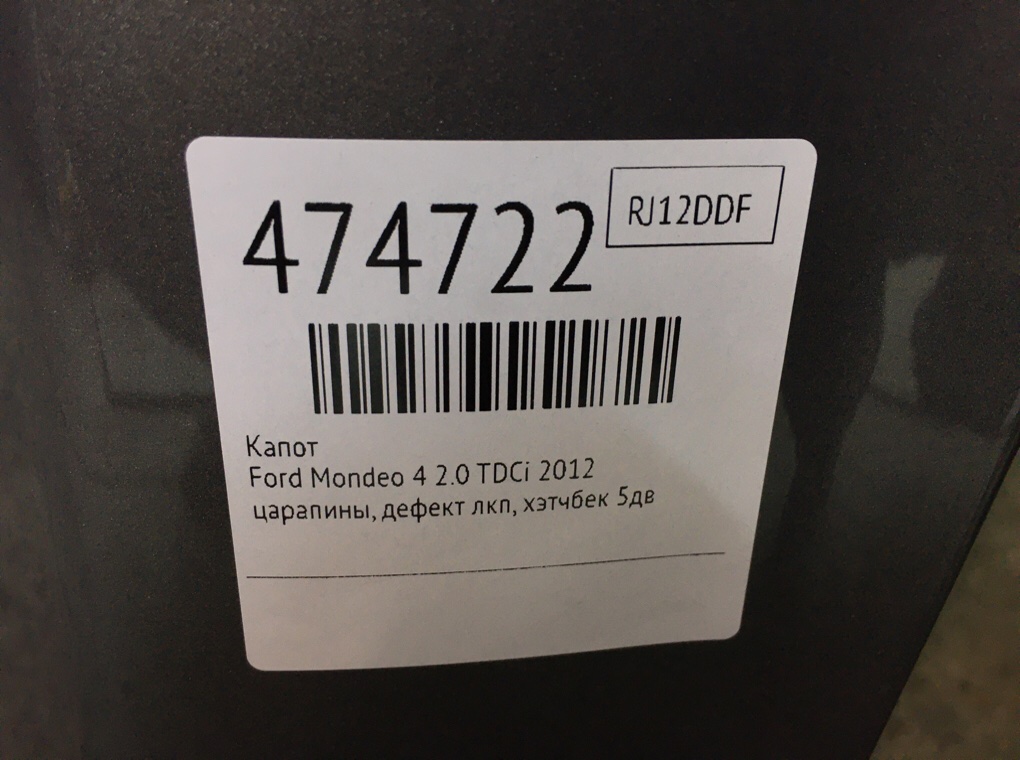 474722
RJ12DDF
Капот
Ford Mondeo 4 2.0 TDCi 2012
царапины, дефект лкп, хэтчбек 5дв